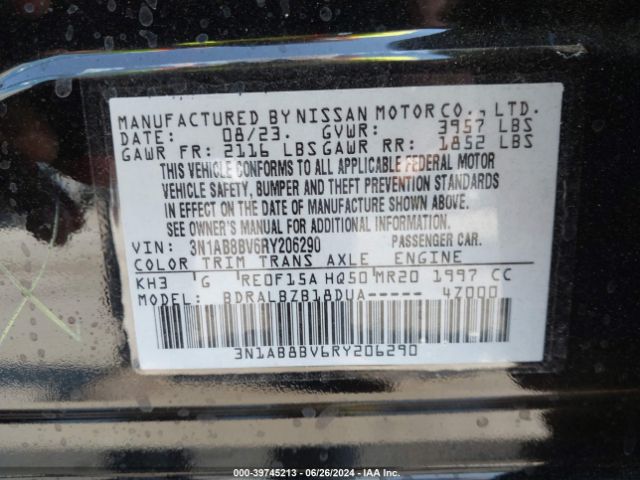 MANUFACTURED BY NISSAN MOTOR CO., LTD.
DATE: 08/23. GVWR: 3957 LBS
GAWR FR: 2116 LBS GAWR RR: 1852 LBS
THIS VEHICLE CONFORMS TO ALL APPLICABLE FEDERAL MOTOR
VEHICLE SAFETY, BUMPER AND THEFT PREVENTION STANDARDS
IN EFFECT ON THE DATE OF MANUFACTURE SHOWN ABOVE.
SEE OWNER'S MANUAL FOR ADDITIONAL INFORMATION.
VIN: 3N1AB8BV6RY206290 PASSENGER CAR.
COLOR TRIM TRANS AXLE ENGINE
KH3 G RE0F15A HQ50 MR20 1997 CC
MODEL: BDRALBZB18DUA----- 4Z000
3N1AB8BV6RY206290
000-39745213 - 06/26/2024 - IAA Inc.